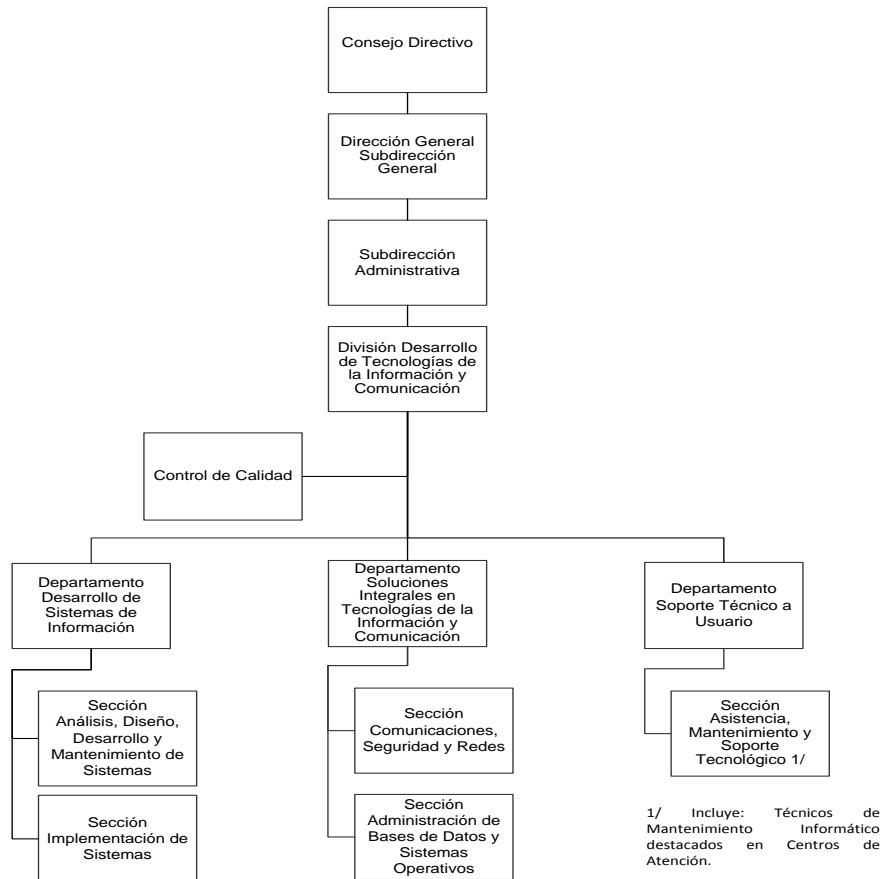 Consejo Directivo
Dirección General
Subdirección
General
Subdirección
Administrativa
División Desarrollo
de Tecnologías de
la Información y
Comunicación
Control de Calidad
Departamento
Desarrollo de
Sistemas de
Información
Departamento
Soluciones
Integrales en
Tecnologías de la
Información y
Comunicación
Departamento
Soporte Técnico a
Usuario
Sección
Análisis, Diseño,
Desarrollo y
Mantenimiento de
Sistemas
Sección
Comunicaciones,
Seguridad y Redes
Sección
Asistencia,
Mantenimiento y
Soporte
Tecnológico 1/
Sección
Implementación de
Sistemas
Sección
Administración de
Bases de Datos y
Sistemas
Operativos
1/ Incluye: Técnicos de
Mantenimiento Informático
destacados en Centros de
Atención.